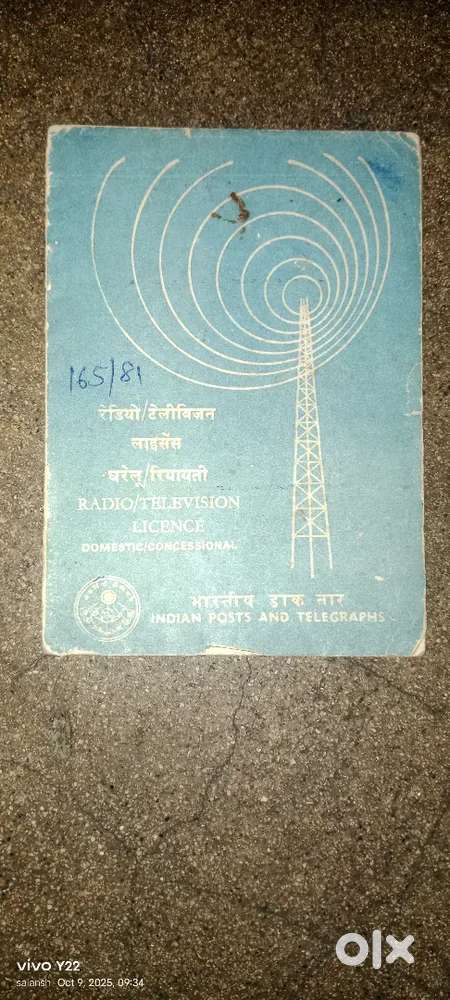 165/81
रेडियो/टेलीविज़न
लाइसेंस
घरेलू/रियायती
RADIO/TELEVISION
LICENCE
DOMESTIC/CONCESSIONAL
भारतीय डाक तार
INDIAN POSTS AND TELEGRAPHS
vivo Y22
salansh Oct 9, 2025, 09:34
olx